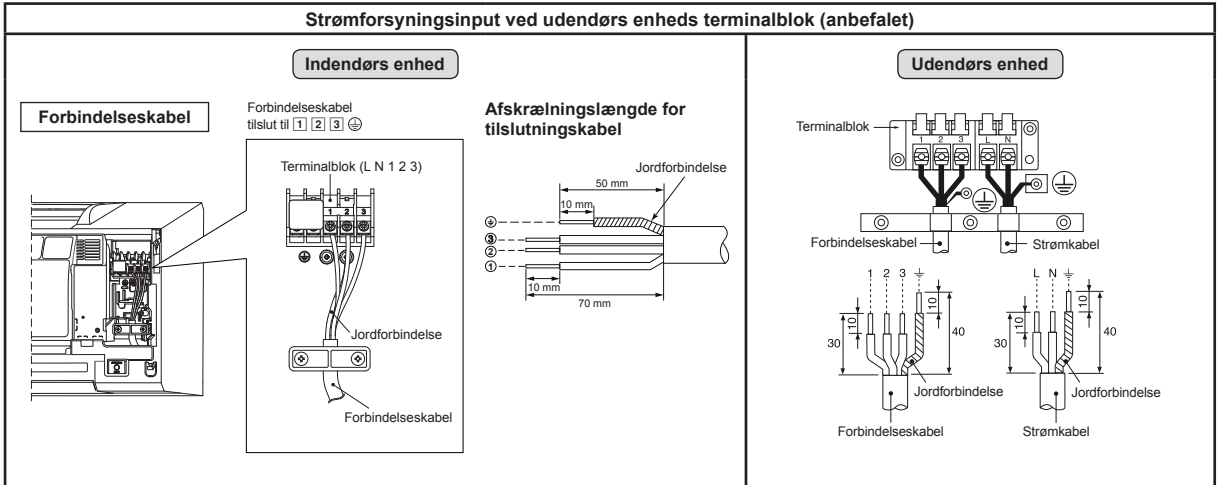 Strømforsyningsinput ved udendørs enheds terminalblok (anbefalet)
Indendørs enhed
Forbindelseskabel
Forbindelseskabel
tilslut til 1 2 3 ⏚
Terminalblok (L N 1 2 3)
1 2 3
Jordforbindelse
Forbindelseskabel
Afskrælningslængde for
tilslutningskabel
Jordforbindelse
50 mm
10 mm
③
②
①
10 mm
70 mm
Udendørs enhed
Terminalblok
1 2 3 L N
Forbindelseskabel
Strømkabel
1 2 3
10
10
30
40
Jordforbindelse
Forbindelseskabel
L N
10
10
30
40
Jordforbindelse
Strømkabel